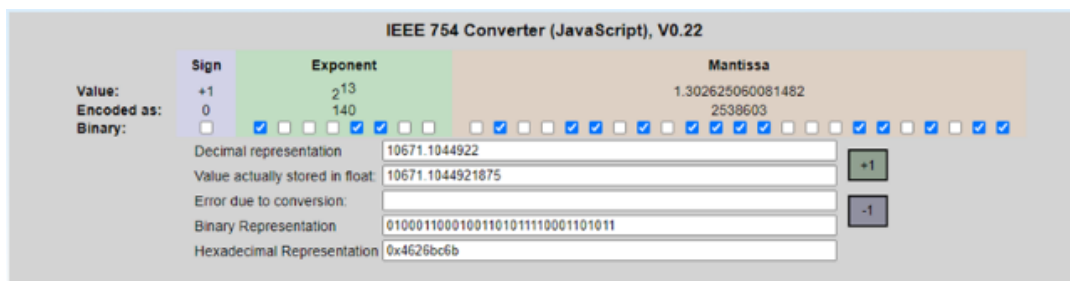 IEEE 754 Converter (JavaScript), V0.22
Sign Exponent Mantissa
Value: +1 2^13 1.302625060081482
Encoded as: 0 140 2538603
Binary:
Decimal representation 10671.1044922
Value actually stored in float: 10671.1044921875
Error due to conversion:
Binary Representation 01000110001001101011110001101011
Hexadecimal Representation 0x4626bc6b
+1
-1